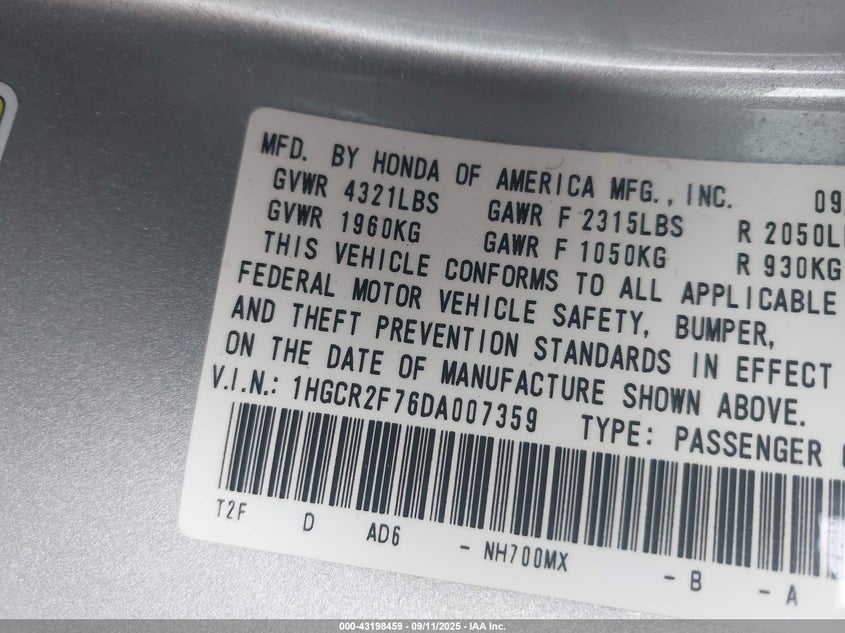 MFD. BY HONDA OF AMERICA MFG., INC. 09
GVWR 4321LBS GAWR F 2315LBS R 2050L
GVWR 1960KG GAWR F 1050KG R 930KG
THIS VEHICLE CONFORMS TO ALL APPLICABLE
FEDERAL MOTOR VEHICLE SAFETY, BUMPER,
AND THEFT PREVENTION STANDARDS IN EFFECT
ON THE DATE OF MANUFACTURE SHOWN ABOVE.
V.I.N.: 1HGCR2F76DA007359 TYPE: PASSENGER
T2F D AD6 - NH700MX - B - A
000-43198459 - 09/11/2025 - IAA Inc.